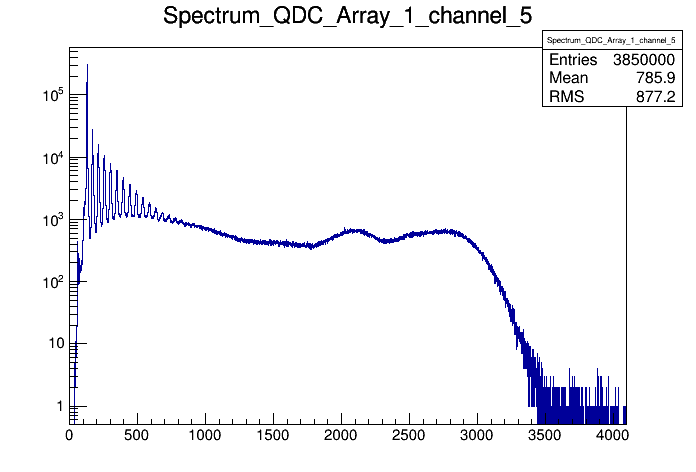 Spectrum_QDC_Array_1_channel_5
Spectrum_QDC_Array_1_channel_5
Entries 3850000
Mean 785.9
RMS 877.2
10^5
10^4
10^3
10^2
10
1
0 500 1000 1500 2000 2500 3000 3500 4000